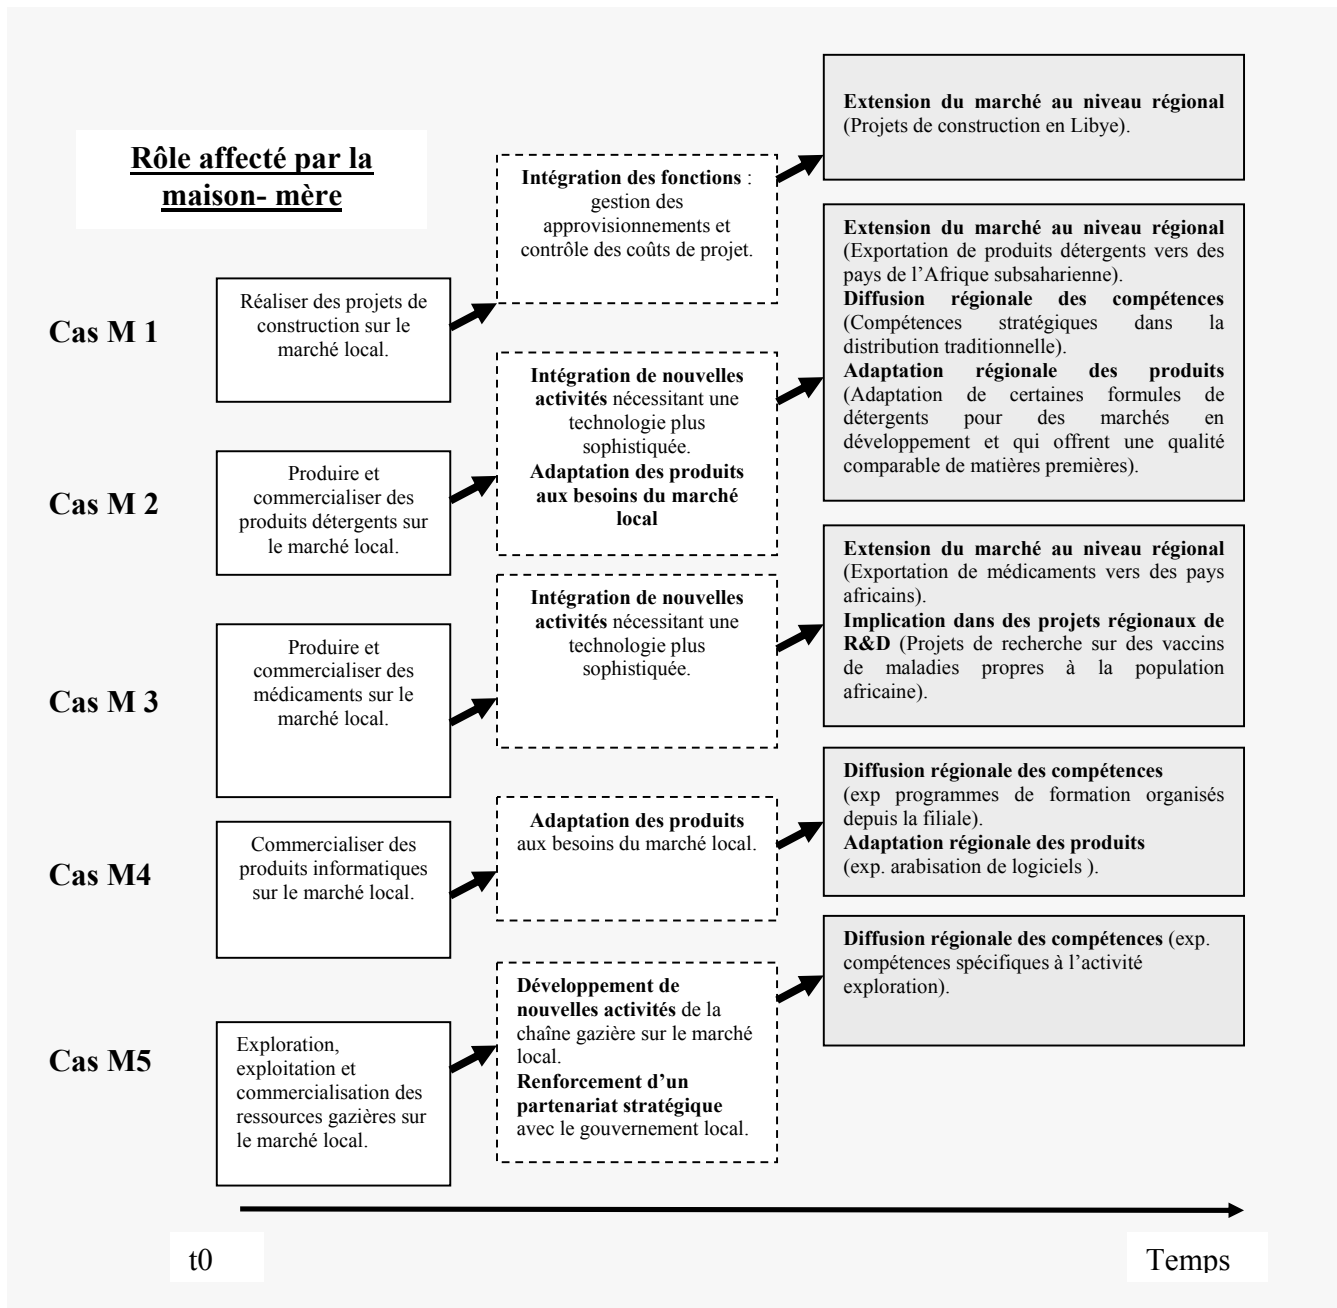 Rôle affecté par la
maison- mère
Cas M 1
Réaliser des projets de
construction sur le
marché local.
Intégration des fonctions :
gestion des
approvisionnements et
contrôle des coûts de projet.
Extension du marché au niveau régional
(Projets de construction en Libye).
Cas M 2
Produire et
commercialiser des
produits détergents sur
le marché local.
Intégration de nouvelles
activités nécessitant une
technologie plus
sophistiquée.
Adaptation des produits
aux besoins du marché
local
Extension du marché au niveau régional
(Exportation de produits détergents vers des
pays de l’Afrique subsaharienne).
Diffusion régionale des compétences
(Compétences stratégiques dans la
distribution traditionnelle).
Adaptation régionale des produits
(Adaptation de certaines formules de
détergents pour des marchés en
développement et qui offrent une qualité
comparable de matières premières).
Cas M 3
Produire et
commercialiser des
médicaments sur le
marché local.
Intégration de nouvelles
activités nécessitant une
technologie plus
sophistiquée.
Extension du marché au niveau régional
(Exportation de médicaments vers des pays
africains).
Implication dans des projets régionaux de
R&D (Projets de recherche sur des vaccins
de maladies propres à la population
africaine).
Cas M4
Commercialiser des
produits informatiques
sur le marché local.
Adaptation des produits
aux besoins du marché local.
Diffusion régionale des compétences
(exp programmes de formation organisés
depuis la filiale).
Adaptation régionale des produits
(exp. arabisation de logiciels ).
Cas M5
Exploration,
exploitation et
commercialisation des
ressources gazières sur
le marché local.
Développement de
nouvelles activités de la
chaîne gazière sur le marché
local.
Renforcement d’un
partenariat stratégique
avec le gouvernement local.
Diffusion régionale des compétences (exp.
compétences spécifiques à l’activité
exploration).
t0
Temps